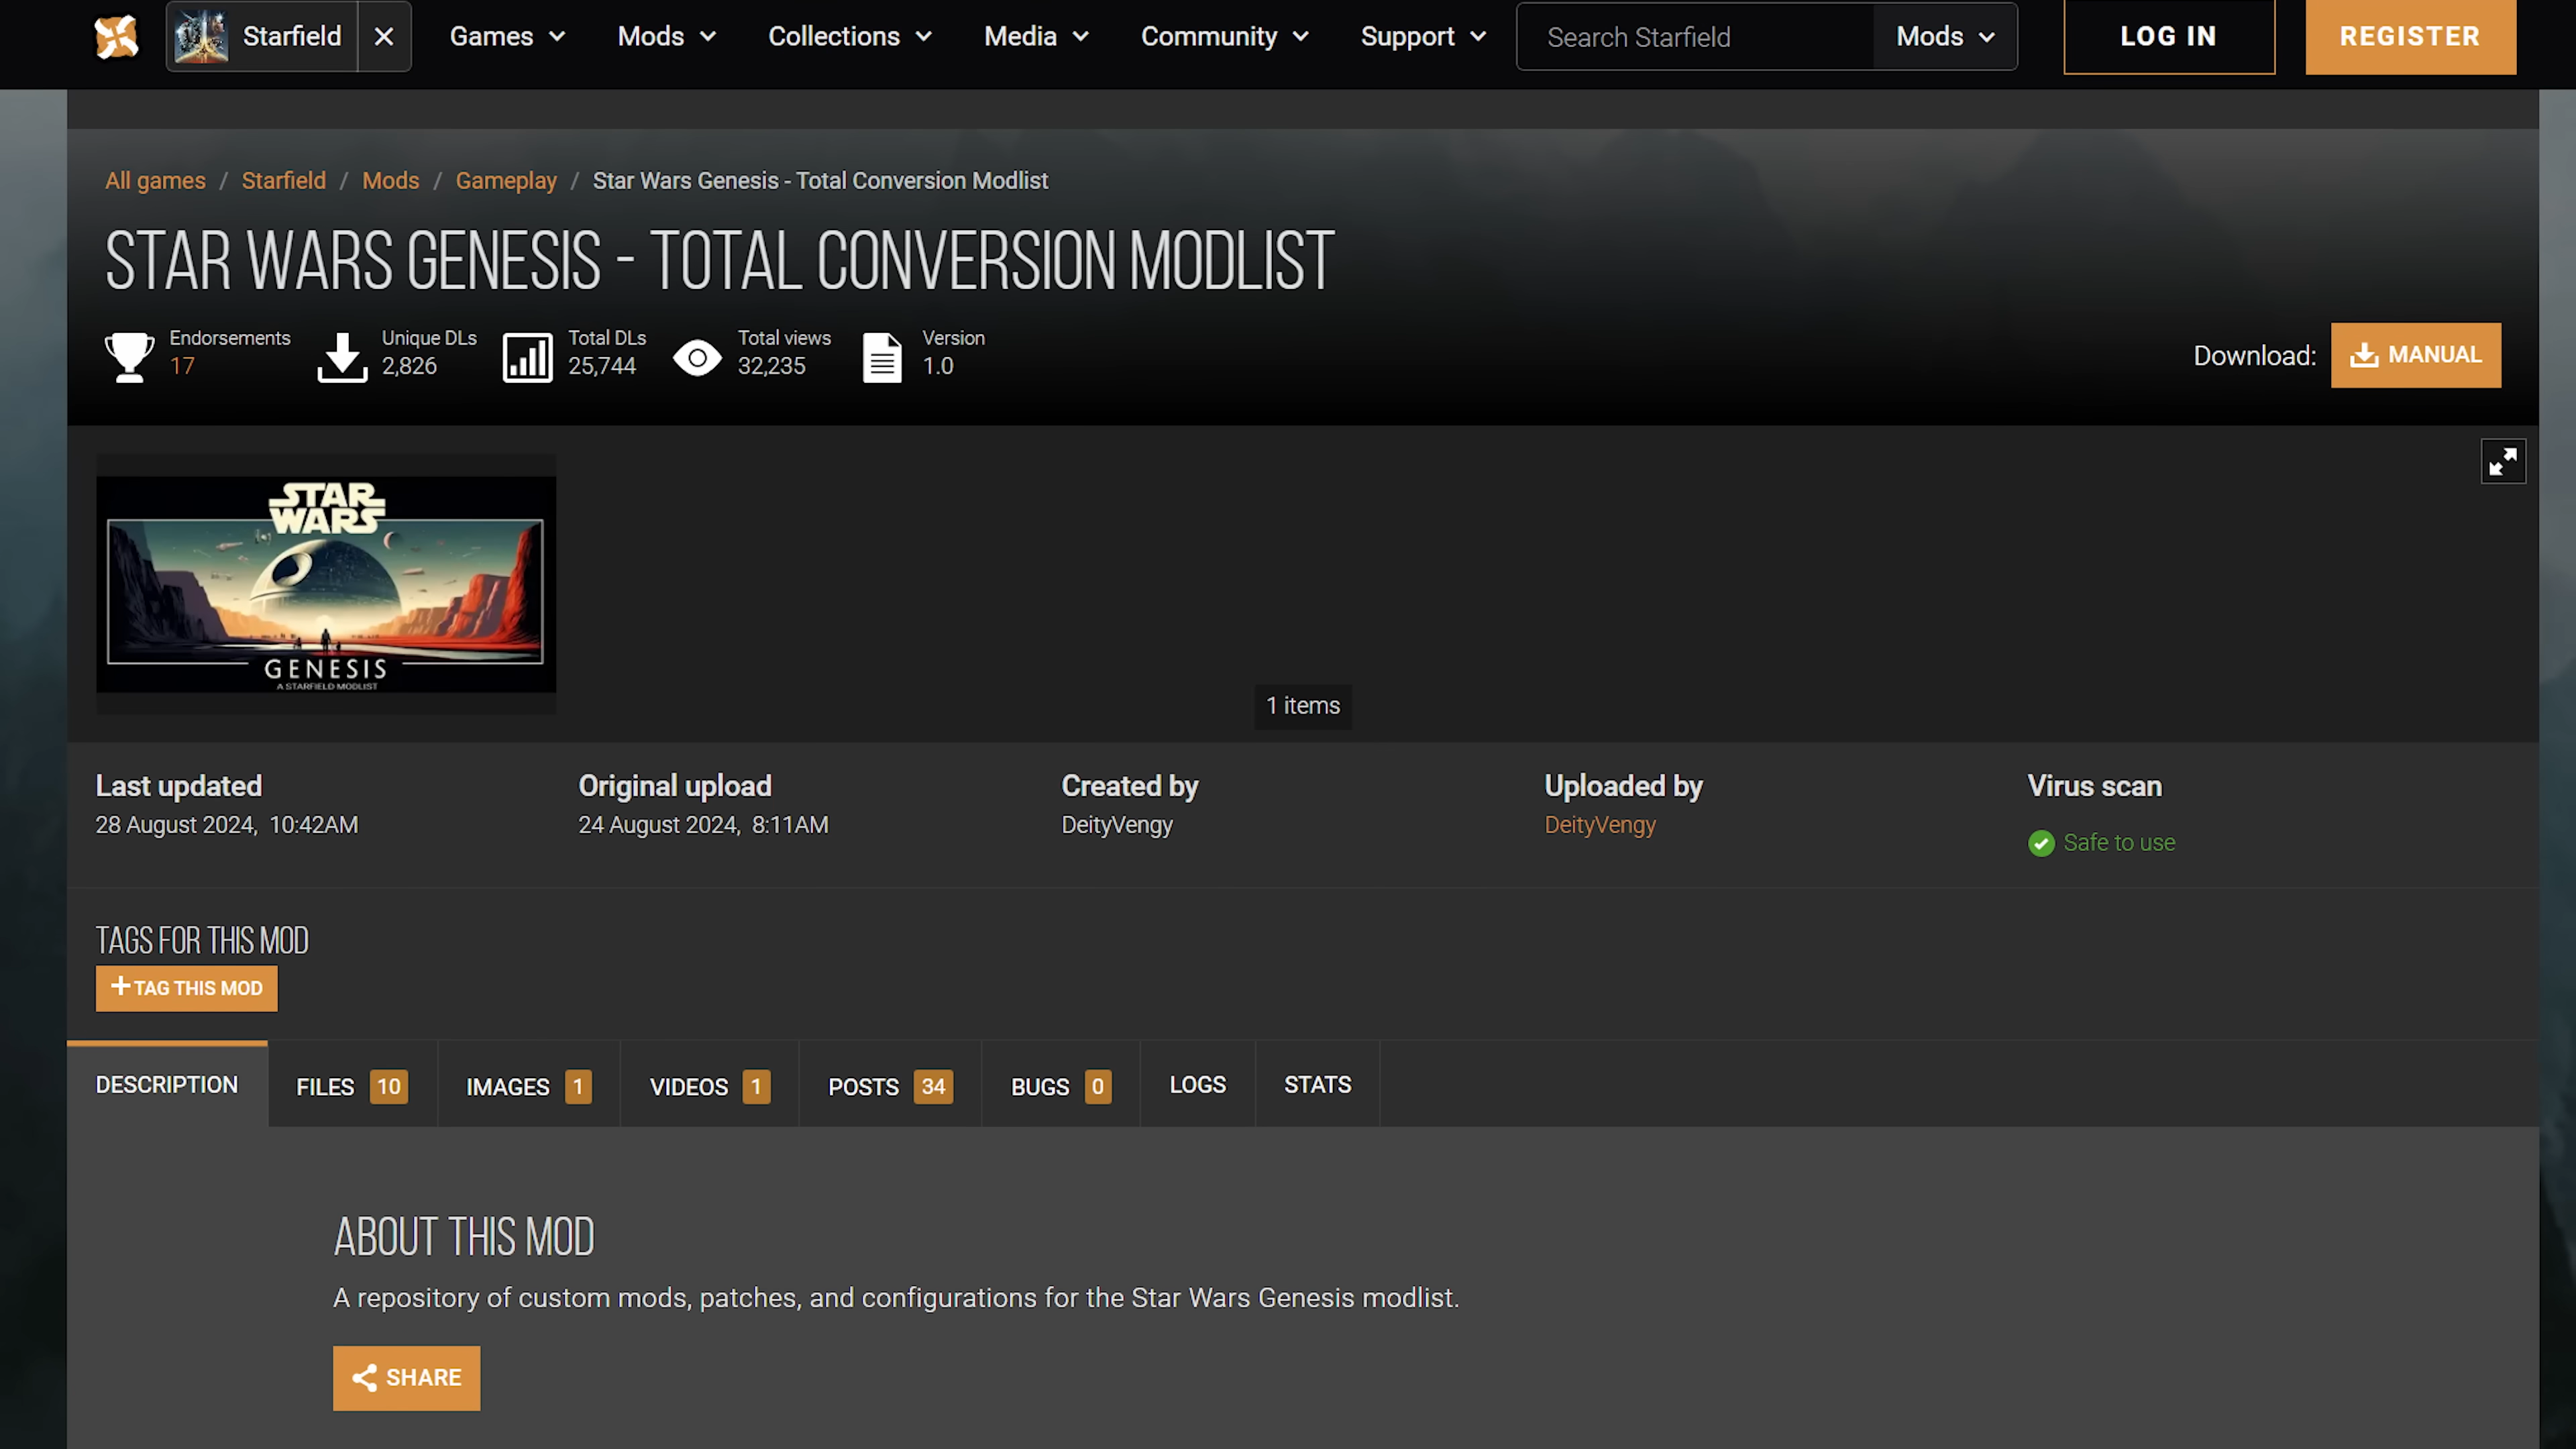 Starfield
Games
Mods
Collections
Media
Community
Support
Search Starfield
Mods
LOG IN
REGISTER
All games / Starfield / Mods / Gameplay / Star Wars Genesis - Total Conversion Modlist
STAR WARS GENESIS - TOTAL CONVERSION MODLIST
Endorsements
17
Unique DLs
2,826
Total DLs
25,744
Total views
32,235
Version
1.0
Download:
MANUAL
STAR
WARS
GENESIS
A STARFIELD MODLIST
1 items
Last updated
28 August 2024, 10:42AM
Original upload
24 August 2024, 8:11AM
Created by
DeityVengy
Uploaded by
DeityVengy
Virus scan
Safe to use
TAGS FOR THIS MOD
+TAG THIS MOD
DESCRIPTION
FILES 10
IMAGES 1
VIDEOS 1
POSTS 34
BUGS 0
LOGS
STATS
ABOUT THIS MOD
A repository of custom mods, patches, and configurations for the Star Wars Genesis modlist.
SHARE